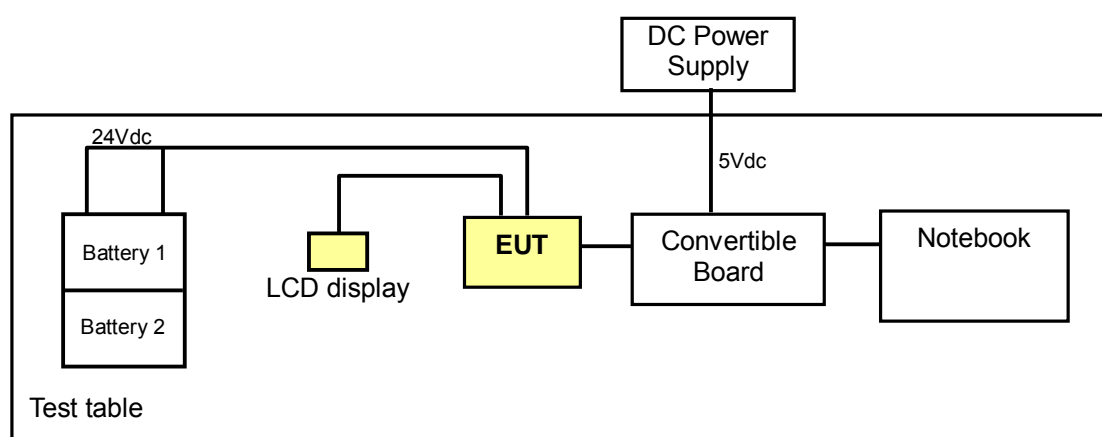 DC Power
Supply
24Vdc
5Vdc
Battery 1
Battery 2
LCD display
EUT
Convertible
Board
Notebook
Test table